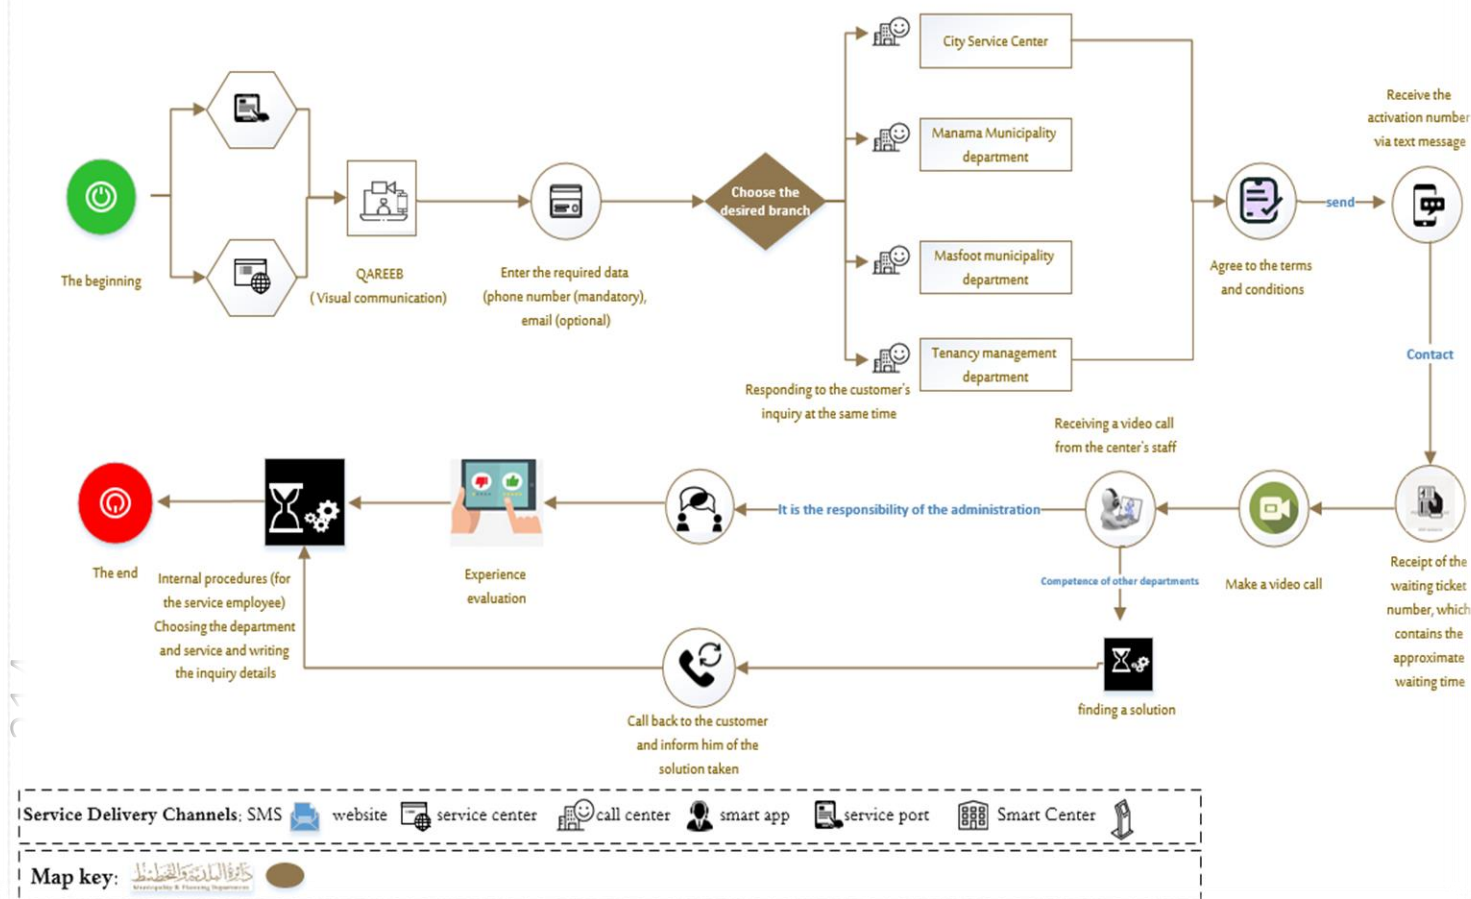 The beginning
QAREEB
( Visual communication)
Enter the required data
(phone number (mandatory),
email (optional)
Choose the
desired branch
City Service Center
Manama Municipality
department
Masfoot municipality
department
Tenancy management
department
Responding to the customer's
inquiry at the same time
Agree to the terms
and conditions
send
Receive the
activation number
via text message
Contact
Receipt of the
waiting ticket
number, which
contains the
approximate
waiting time
Make a video call
Receiving a video call
from the center's staff
It is the responsibility of the administration
Competence of other departments
finding a solution
Call back to the customer
and inform him of the
solution taken
Experience
evaluation
Internal procedures (for
the service employee)
Choosing the department
and service and writing
the inquiry details
The end
Service Delivery Channels: SMS website service center call center smart app service port Smart Center
Map key: دائرة البلدية والتخطيط
Municipality & Planning Department